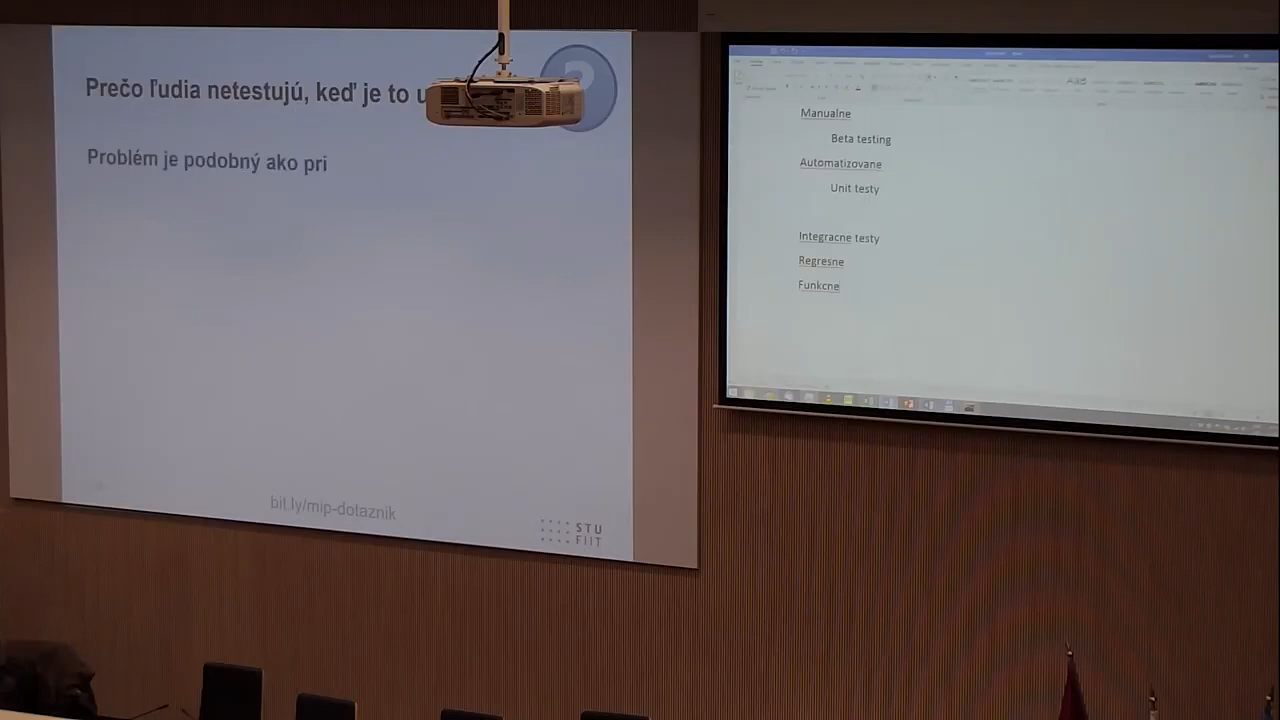 Prečo ľudia netestujú, keď je to u
Problém je podobný ako pri
bit.ly/mip-dotaznik
STU
FIIT
Manualne
Beta testing
Automatizovane
Unit testy
Integracne testy
Regresne
Funkcne